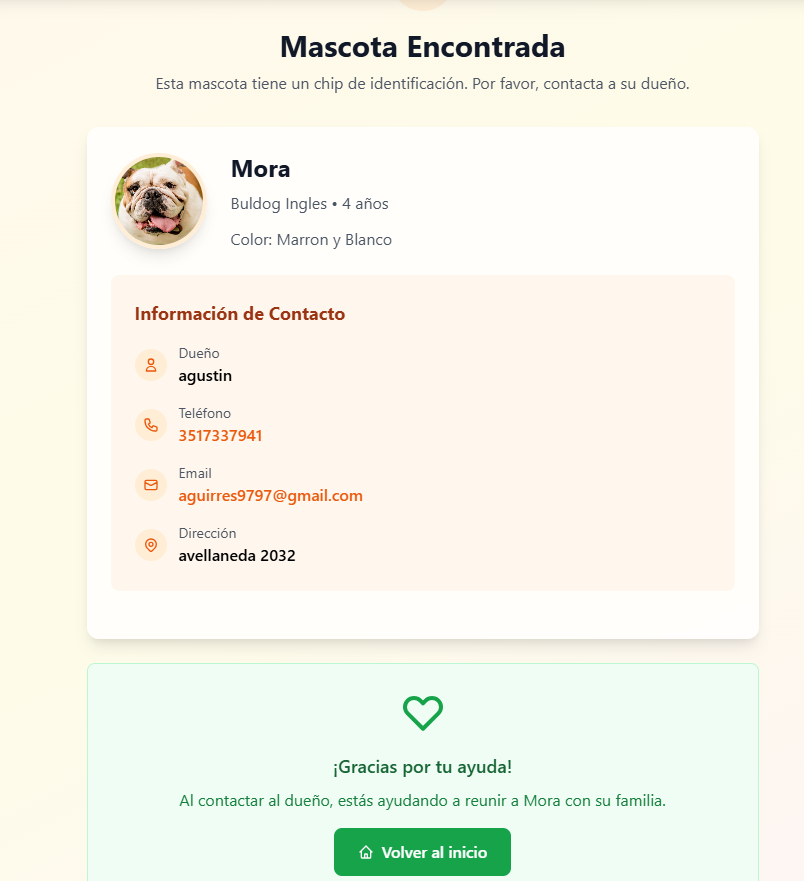 Mascota Encontrada
Esta mascota tiene un chip de identificación. Por favor, contacta a su dueño.
Mora
Buldog Ingles • 4 años
Color: Marron y Blanco
Información de Contacto
Dueño
agustin
Teléfono
3517337941
Email
aguirres9797@gmail.com
Dirección
avellaneda 2032
¡Gracias por tu ayuda!
Al contactar al dueño, estás ayudando a reunir a Mora con su familia.
Volver al inicio